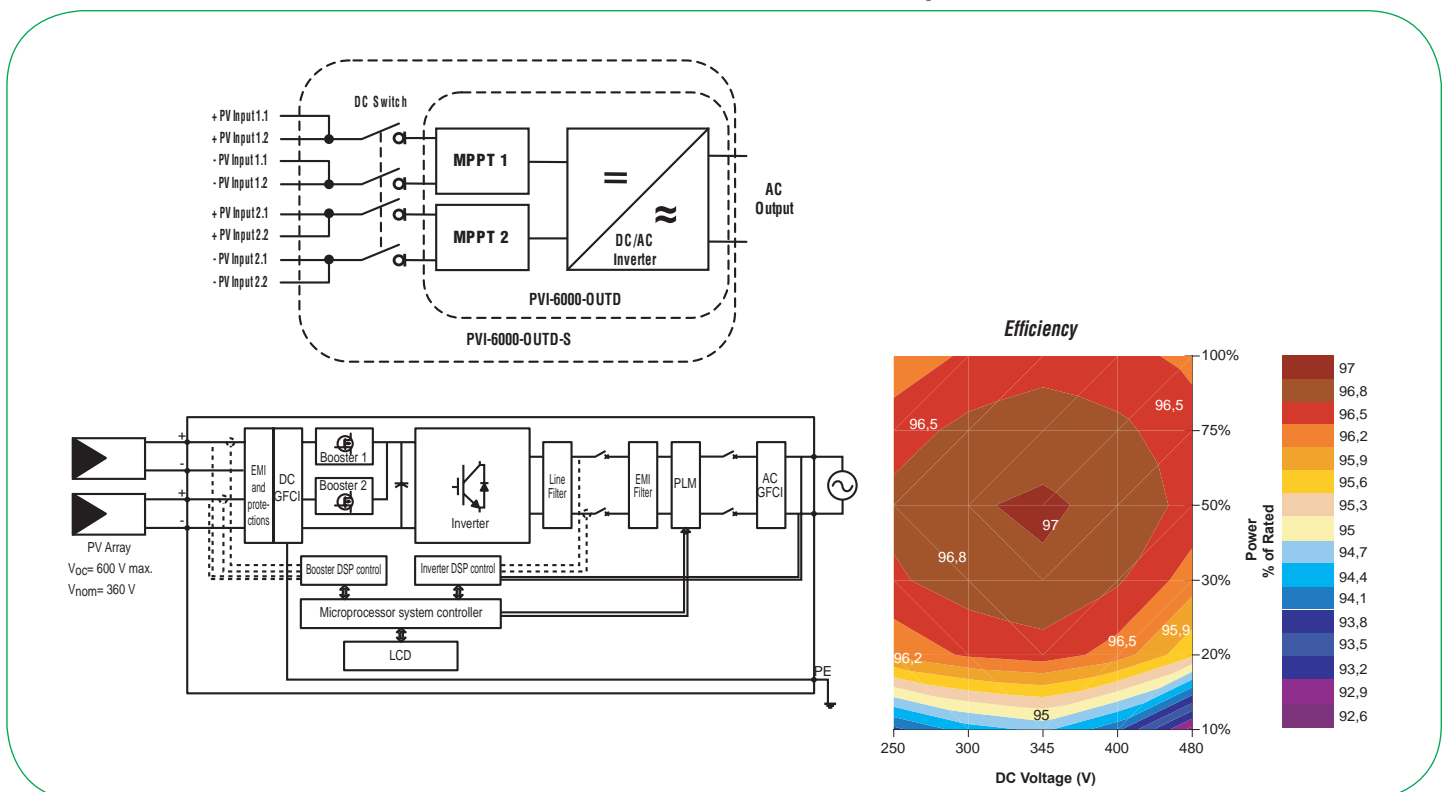 DC Switch
+ PV Input 1.1
+ PV Input 1.2
- PV Input 1.1
- PV Input 1.2
+ PV Input 2.1
+ PV Input 2.2
- PV Input 2.1
- PV Input 2.2
MPPT 1
MPPT 2
=
≈
DC/AC
Inverter
AC
Output
PVI-6000-OUTD
PVI-6000-OUTD-S
+
-
+
-
PV Array
Voc= 600 V max.
Vnom= 360 V
EMI
and
prote-
ctions
DC
GFCI
Booster 1
Booster 2
Inverter
Line
Filter
EMI
Filter
PLM
AC
GFCI
Booster DSP control
Inverter DSP control
Microprocessor system controller
LCD
PE
Efficiency
96,5
96,5
97
96,8
96,5
95,9
96,2
95
100%
75%
50%
30%
20%
10%
Power
% of Rated
250
300
345
400
480
DC Voltage (V)
97
96,8
96,5
96,2
95,9
95,6
95,3
95
94,7
94,4
94,1
93,8
93,5
93,2
92,9
92,6